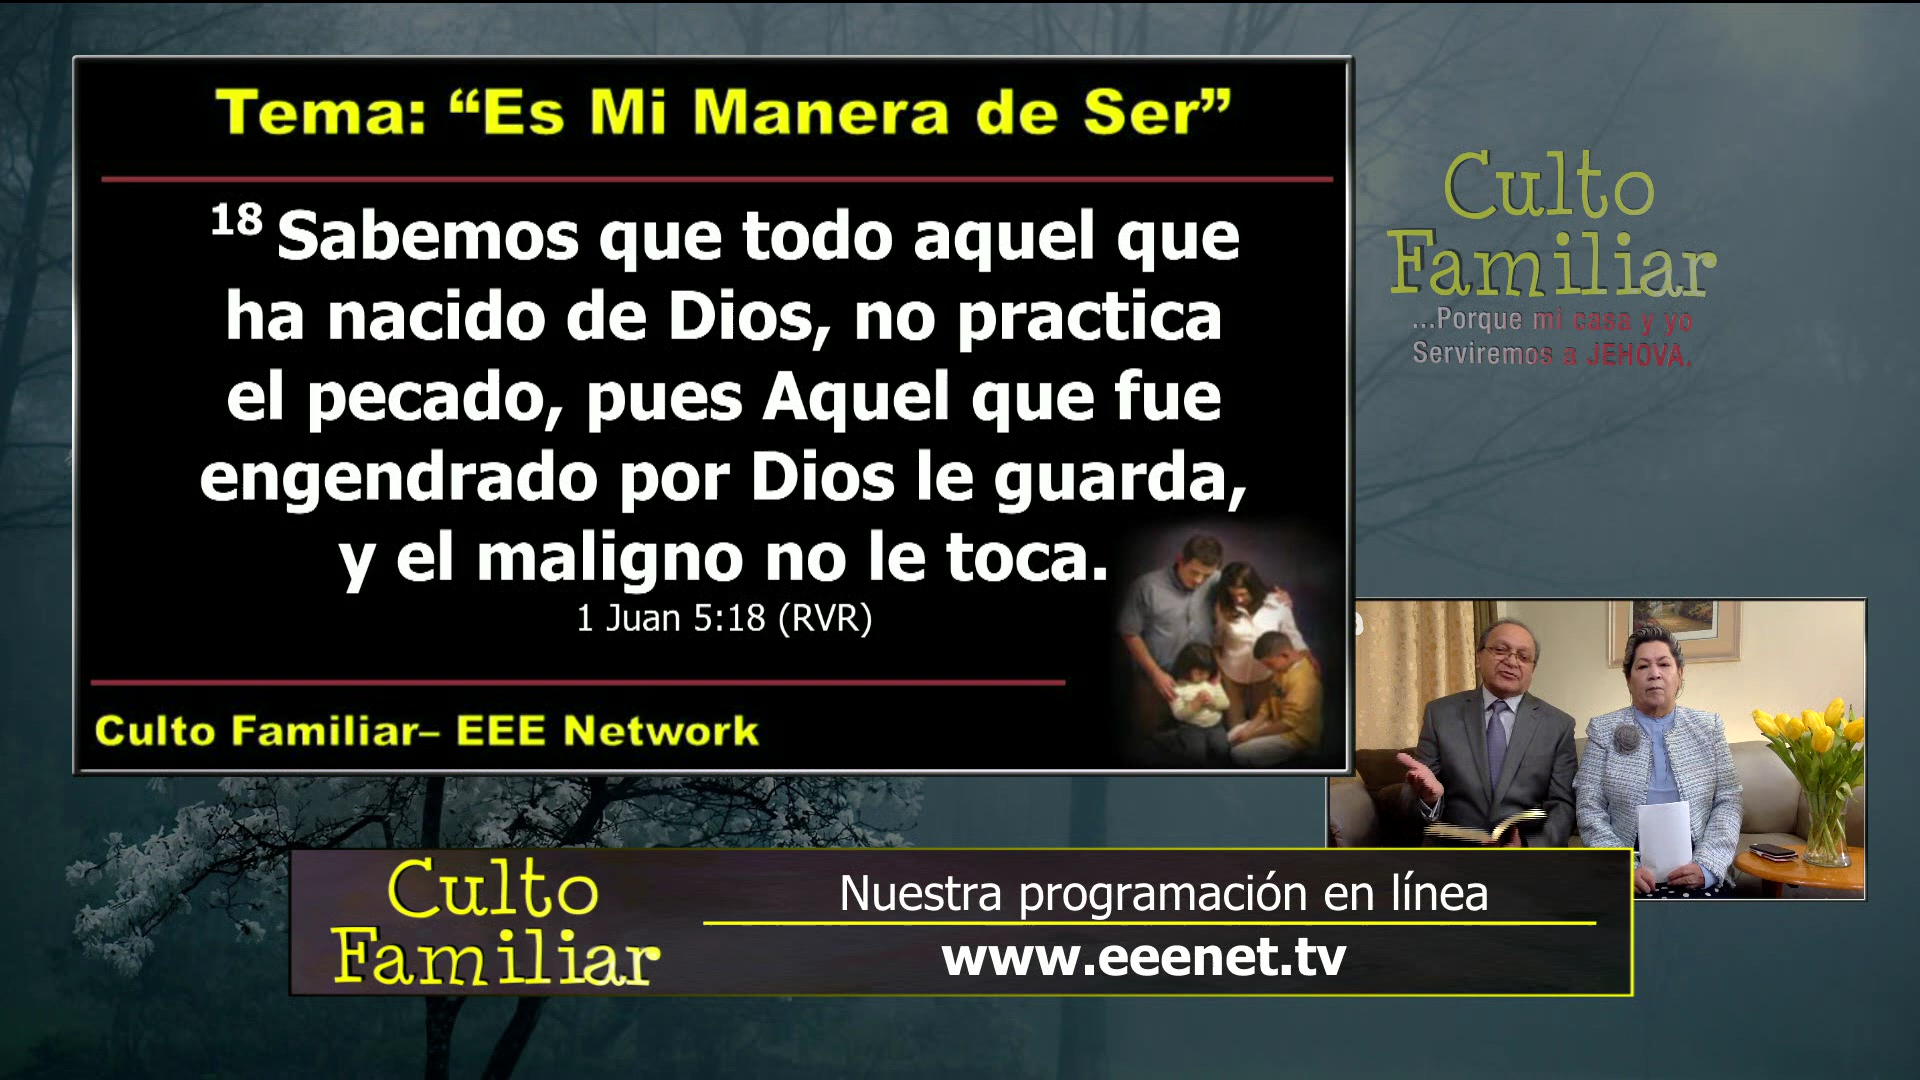 Tema: “Es Mi Manera de Ser”
18 Sabemos que todo aquel que
ha nacido de Dios, no practica
el pecado, pues Aquel que fue
engendrado por Dios le guarda,
y el maligno no le toca.
1 Juan 5:18 (RVR)
Culto Familiar– EEE Network
Culto
Familiar
...Porque mi casa y yo
Serviremos a JEHOVA.
Culto
Familiar
Nuestra programación en línea
www.eeenet.tv